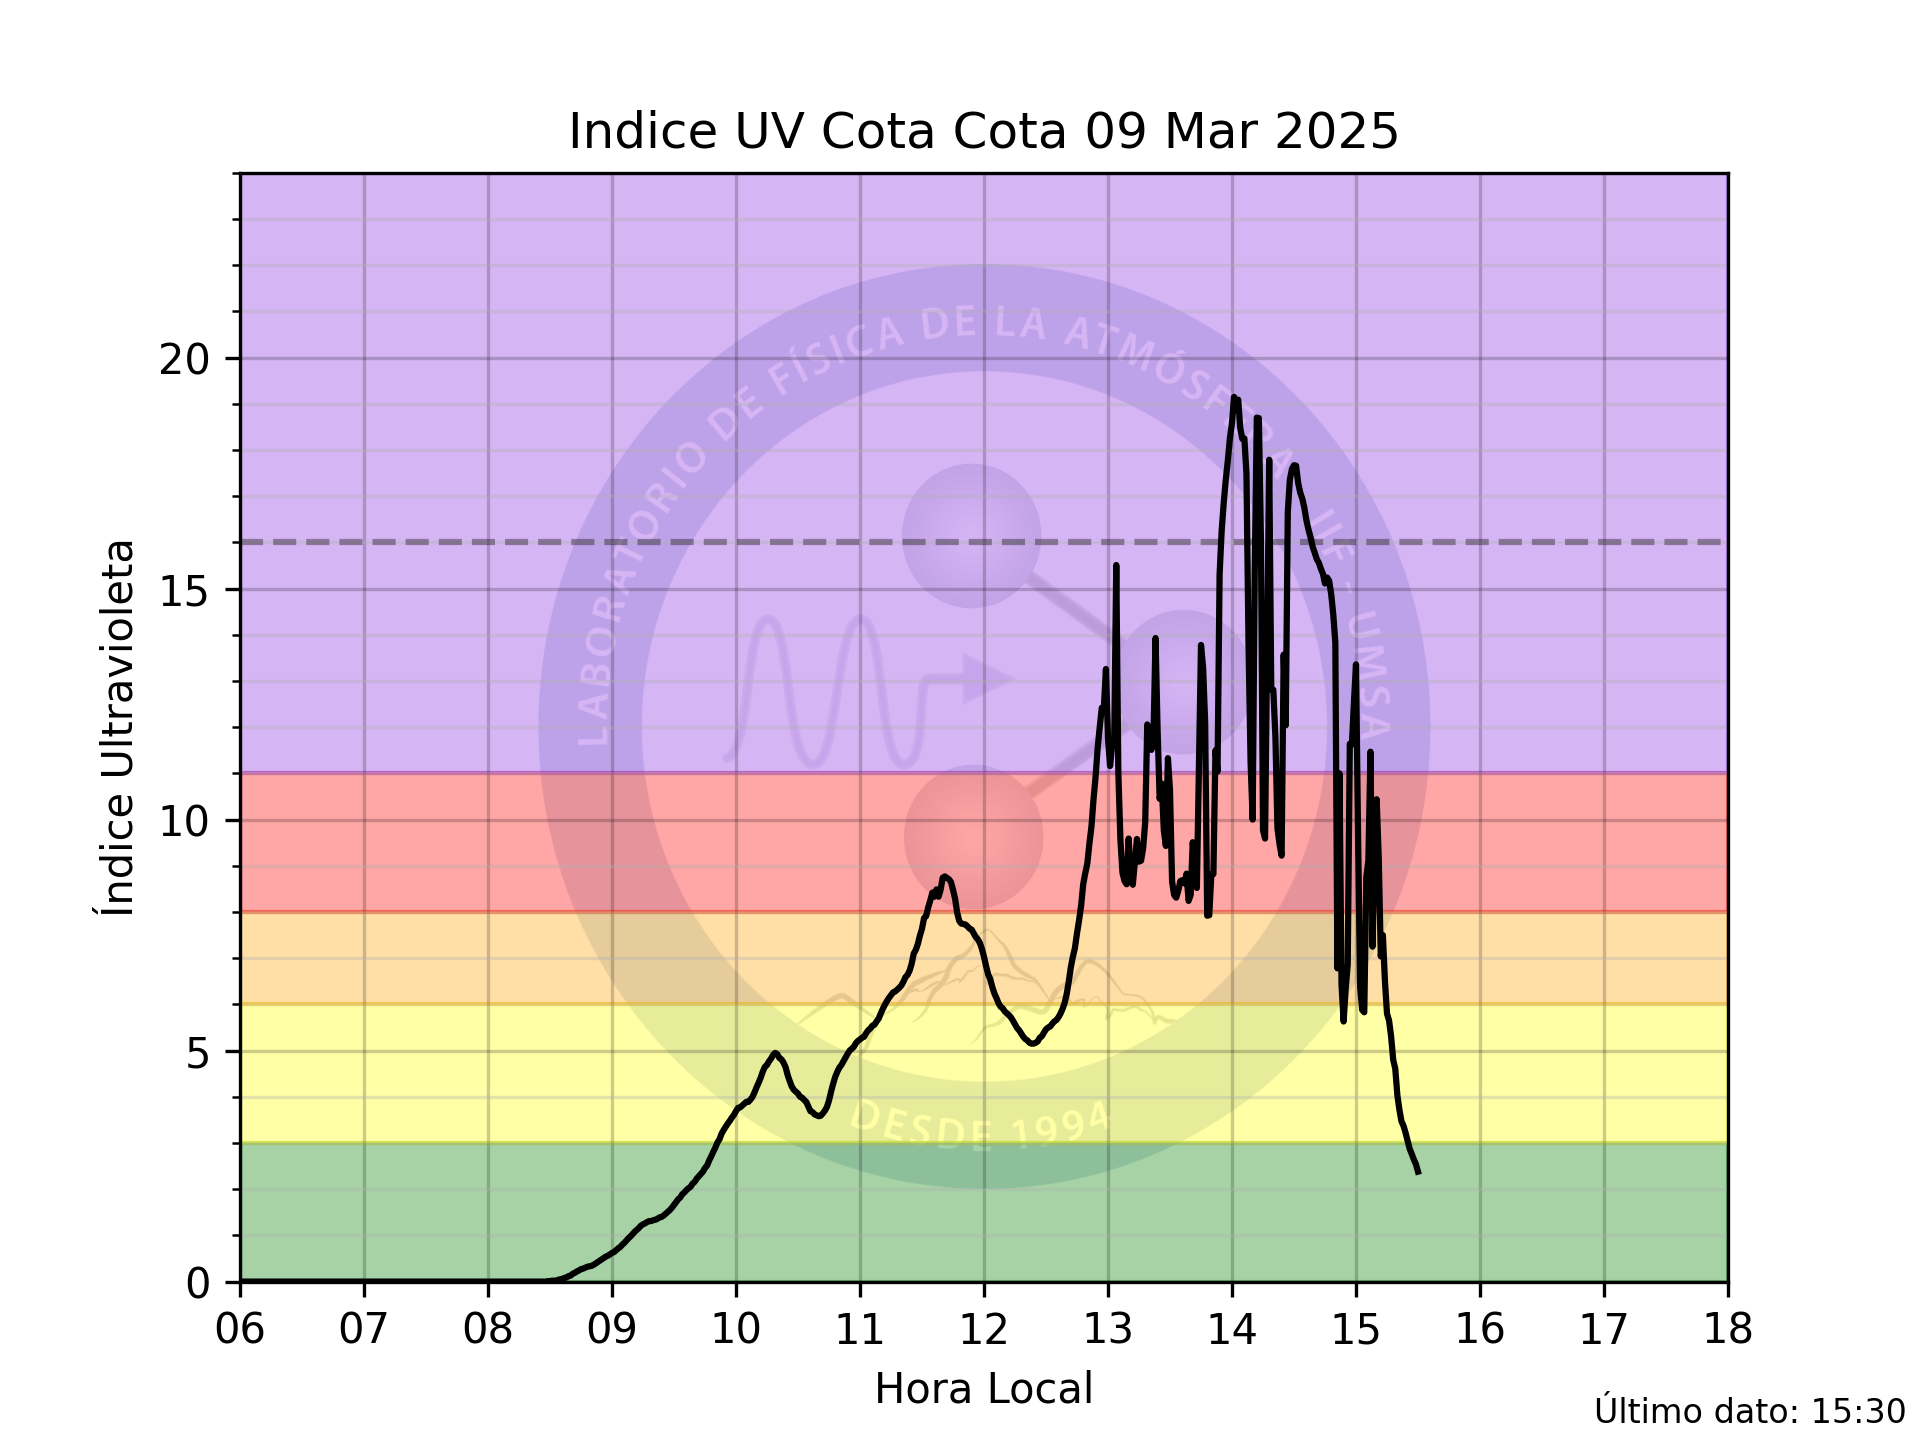 Indice UV Cota Cota 09 Mar 2025
Índice Ultravioleta
20
15
10
5
0
LABORATORIO DE FÍSICA DE LA ATMÓSFERA IIF - UMSA
DESDE 1994
06 07 08 09 10 11 12 13 14 15 16 17 18
Hora Local
Último dato: 15:30